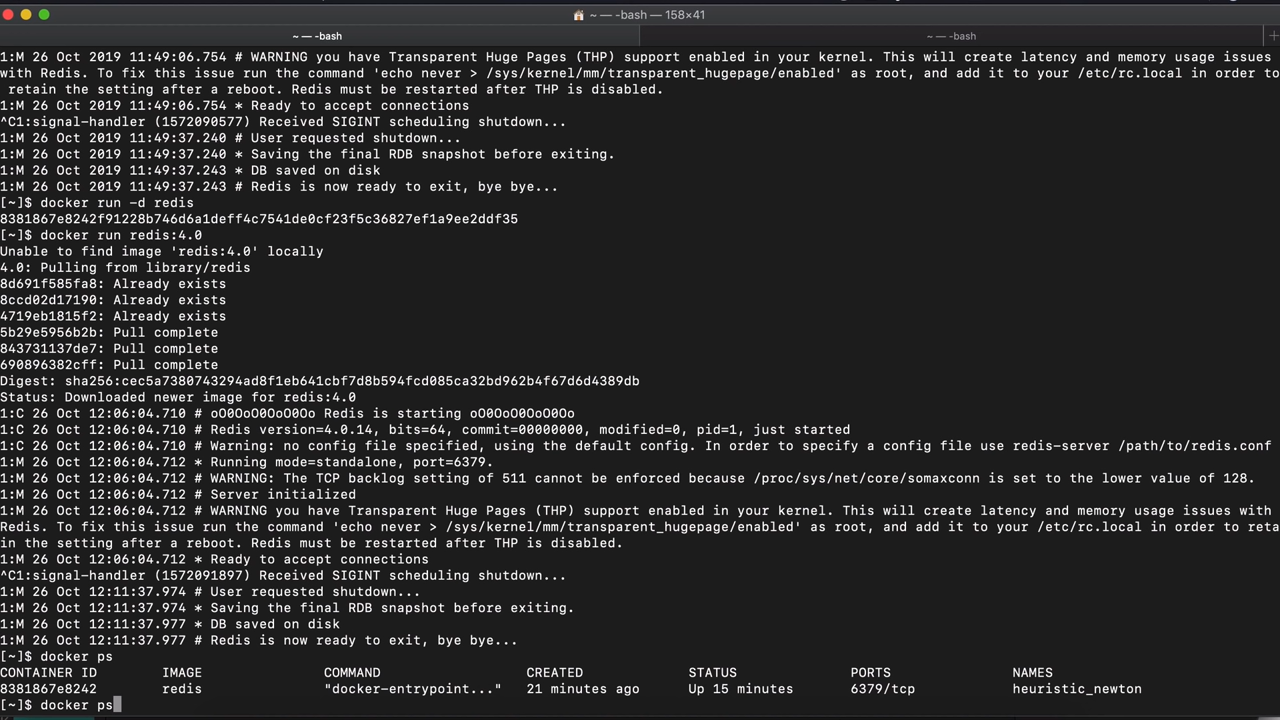 ~ — -bash — 158×41
~ — -bash
~ — -bash
1:M 26 Oct 2019 11:49:06.754 # WARNING you have Transparent Huge Pages (THP) support enabled in your kernel. This will create latency and memory usage issues
with Redis. To fix this issue run the command 'echo never > /sys/kernel/mm/transparent_hugepage/enabled' as root, and add it to your /etc/rc.local in order to
retain the setting after a reboot. Redis must be restarted after THP is disabled.
1:M 26 Oct 2019 11:49:06.754 * Ready to accept connections
^C1:signal-handler (1572090577) Received SIGINT scheduling shutdown...
1:M 26 Oct 2019 11:49:37.240 # User requested shutdown...
1:M 26 Oct 2019 11:49:37.240 * Saving the final RDB snapshot before exiting.
1:M 26 Oct 2019 11:49:37.243 * DB saved on disk
1:M 26 Oct 2019 11:49:37.243 # Redis is now ready to exit, bye bye...
[~]$ docker run -d redis
8381867e8242f91228b746d6a1deff4c7541de0cf23f5c36827ef1a9ee2ddf35
[~]$ docker run redis:4.0
Unable to find image 'redis:4.0' locally
4.0: Pulling from library/redis
8d691f585fa8: Already exists
8ccd02d17190: Already exists
4719eb1815f2: Already exists
5b29e5956b2b: Pull complete
843731137de7: Pull complete
690896382cff: Pull complete
Digest: sha256:cec5a7380743294ad8f1eb641cbf7d8b594fcd085ca32bd962b4f67d6d4389db
Status: Downloaded newer image for redis:4.0
1:C 26 Oct 12:06:04.710 # oO0OoO0OoO0Oo Redis is starting oO0OoO0OoO0Oo
1:C 26 Oct 12:06:04.710 # Redis version=4.0.14, bits=64, commit=00000000, modified=0, pid=1, just started
1:C 26 Oct 12:06:04.710 # Warning: no config file specified, using the default config. In order to specify a config file use redis-server /path/to/redis.conf
1:M 26 Oct 12:06:04.712 * Running mode=standalone, port=6379.
1:M 26 Oct 12:06:04.712 # WARNING: The TCP backlog setting of 511 cannot be enforced because /proc/sys/net/core/somaxconn is set to the lower value of 128.
1:M 26 Oct 12:06:04.712 # Server initialized
1:M 26 Oct 12:06:04.712 # WARNING you have Transparent Huge Pages (THP) support enabled in your kernel. This will create latency and memory usage issues with
Redis. To fix this issue run the command 'echo never > /sys/kernel/mm/transparent_hugepage/enabled' as root, and add it to your /etc/rc.local in order to reta
in the setting after a reboot. Redis must be restarted after THP is disabled.
1:M 26 Oct 12:06:04.712 * Ready to accept connections
^C1:signal-handler (1572091897) Received SIGINT scheduling shutdown...
1:M 26 Oct 12:11:37.974 # User requested shutdown...
1:M 26 Oct 12:11:37.974 * Saving the final RDB snapshot before exiting.
1:M 26 Oct 12:11:37.977 * DB saved on disk
1:M 26 Oct 12:11:37.977 # Redis is now ready to exit, bye bye...
[~]$ docker ps
CONTAINER ID IMAGE COMMAND CREATED STATUS PORTS NAMES
8381867e8242 redis "docker-entrypoint..." 21 minutes ago Up 15 minutes 6379/tcp heuristic_newton
[~]$ docker ps